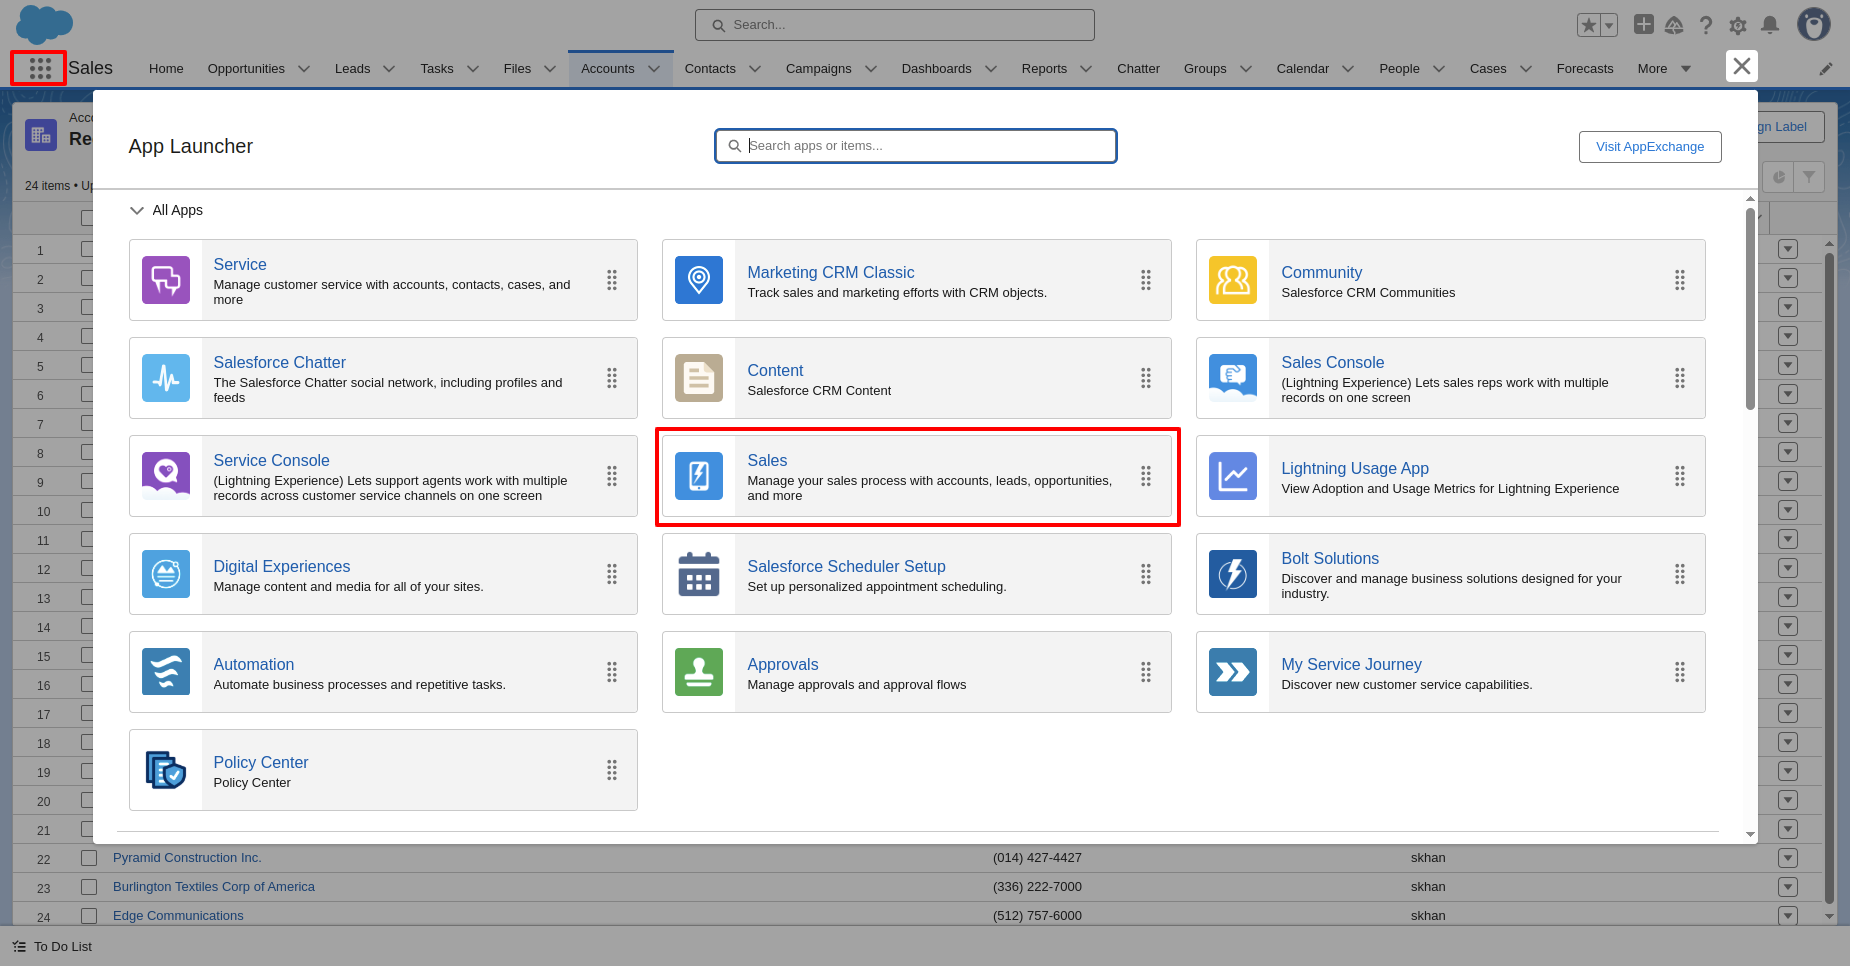 Search...
Sales
Home Opportunities Leads Tasks Files Accounts Contacts Campaigns Dashboards Reports Chatter Groups Calendar People Cases Forecasts More
App Launcher
Search apps or items...
Visit AppExchange
24 items •
All Apps
Service
Manage customer service with accounts, contacts, cases, and
more
Marketing CRM Classic
Track sales and marketing efforts with CRM objects.
Community
Salesforce CRM Communities
Salesforce Chatter
The Salesforce Chatter social network, including profiles and
feeds
Content
Salesforce CRM Content
Sales Console
(Lightning Experience) Lets sales reps work with multiple
records on one screen
Service Console
(Lightning Experience) Lets support agents work with multiple
records across customer service channels on one screen
Sales
Manage your sales process with accounts, leads, opportunities,
and more
Lightning Usage App
View Adoption and Usage Metrics for Lightning Experience
Digital Experiences
Manage content and media for all of your sites.
Salesforce Scheduler Setup
Set up personalized appointment scheduling.
Bolt Solutions
Discover and manage business solutions designed for your
industry.
Automation
Automate business processes and repetitive tasks.
Approvals
Manage approvals and approval flows
My Service Journey
Discover new customer service capabilities.
Policy Center
Policy Center
1
2
3
4
5
6
7
8
9
10
11
12
13
14
15
16
17
18
19
20
21
22 Pyramid Construction Inc. (014) 427-4427 skhan
23 Burlington Textiles Corp of America (336) 222-7000 skhan
24 Edge Communications (512) 757-6000 skhan
To Do List